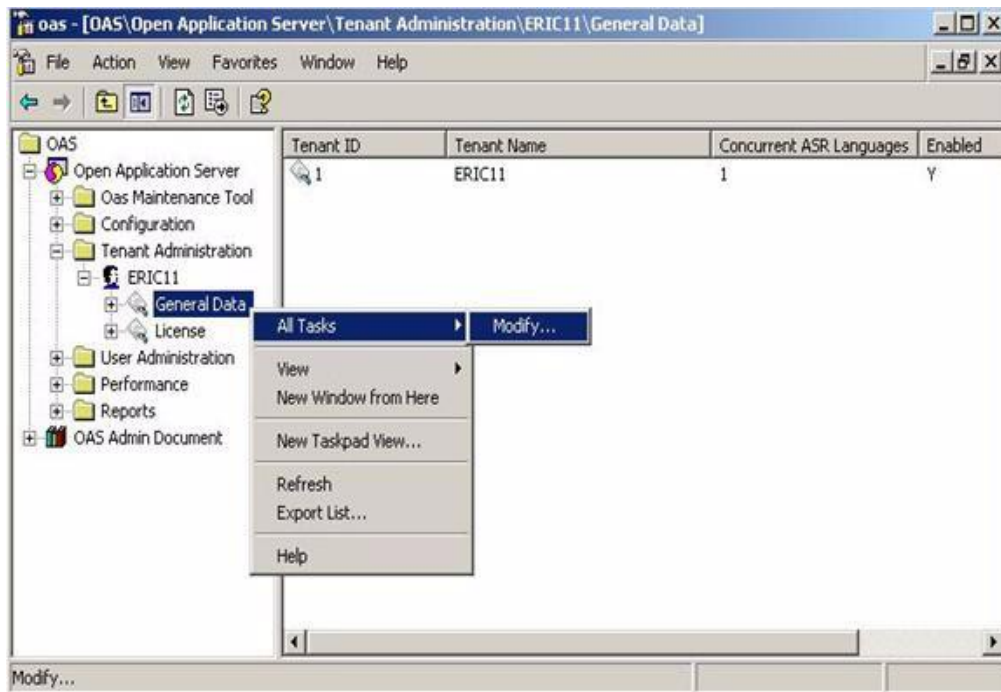 oas - [OAS\Open Application Server\Tenant Administration\ERIC11\General Data]
File Action View Favorites Window Help
OAS
Open Application Server
Oas Maintenance Tool
Configuration
Tenant Administration
ERIC11
General Data
License
User Administration
Performance
Reports
OAS Admin Document
Tenant ID Tenant Name Concurrent ASR Languages Enabled
1 ERIC11 1 Y
All Tasks
Modify...
View
New Window from Here
New Taskpad View...
Refresh
Export List...
Help
Modify...